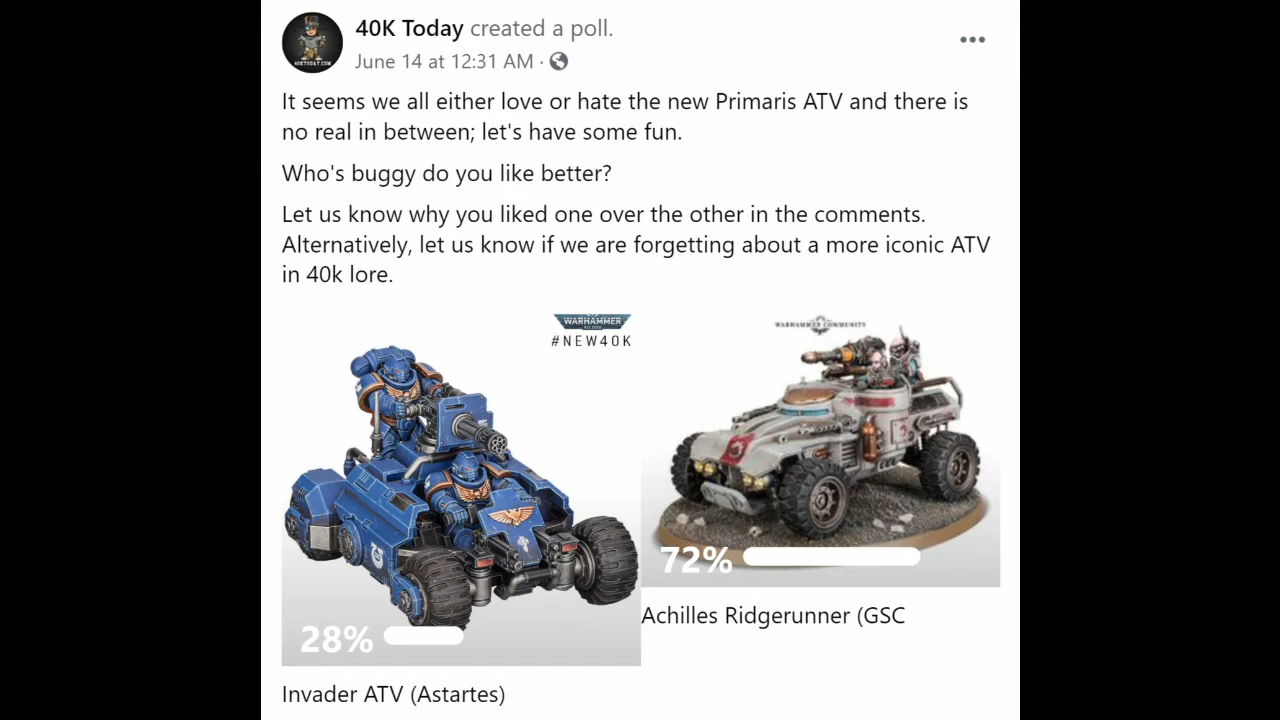 40K Today created a poll.
June 14 at 12:31 AM ·
It seems we all either love or hate the new Primaris ATV and there is
no real in between; let's have some fun.
Who's buggy do you like better?
Let us know why you liked one over the other in the comments.
Alternatively, let us know if we are forgetting about a more iconic ATV
in 40k lore.
WARHAMMER
40,000
#NEW40K
WARHAMMER COMMUNITY
72%
Achilles Ridgerunner (GSC
28%
Invader ATV (Astartes)